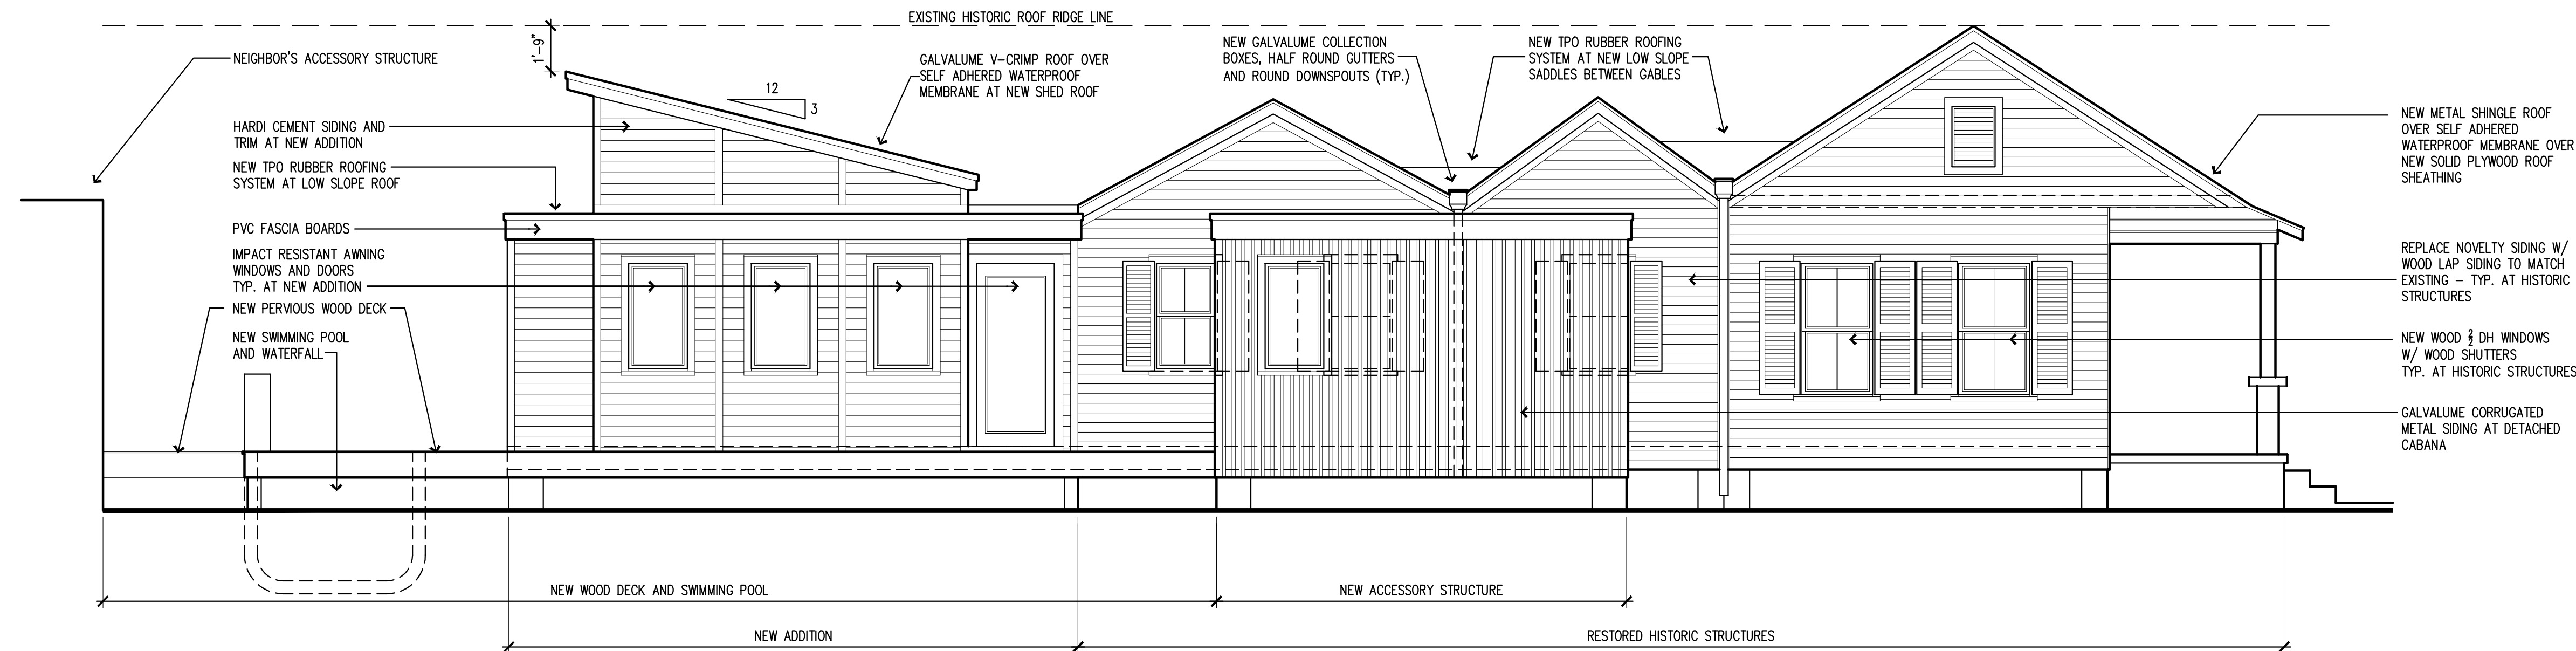 EXISTING HISTORIC ROOF RIDGE LINE
1'-9"
NEIGHBOR'S ACCESSORY STRUCTURE
GALVALUME V-CRIMP ROOF OVER
SELF ADHERED WATERPROOF
MEMBRANE AT NEW SHED ROOF
NEW GALVALUME COLLECTION
BOXES, HALF ROUND GUTTERS
AND ROUND DOWNSPOUTS (TYP.)
NEW TPO RUBBER ROOFING
SYSTEM AT NEW LOW SLOPE
SADDLES BETWEEN GABLES
12
3
HARDI CEMENT SIDING AND
TRIM AT NEW ADDITION
NEW TPO RUBBER ROOFING
SYSTEM AT LOW SLOPE ROOF
PVC FASCIA BOARDS
IMPACT RESISTANT AWNING
WINDOWS AND DOORS
TYP. AT NEW ADDITION
NEW PERVIOUS WOOD DECK
NEW SWIMMING POOL
AND WATERFALL
NEW METAL SHINGLE ROOF
OVER SELF ADHERED
WATERPROOF MEMBRANE OVER
NEW SOLID PLYWOOD ROOF
SHEATHING
REPLACE NOVELTY SIDING W/
WOOD LAP SIDING TO MATCH
EXISTING - TYP. AT HISTORIC
STRUCTURES
NEW WOOD 2/2 DH WINDOWS
W/ WOOD SHUTTERS
TYP. AT HISTORIC STRUCTURES
GALVALUME CORRUGATED
METAL SIDING AT DETACHED
CABANA
NEW WOOD DECK AND SWIMMING POOL
NEW ACCESSORY STRUCTURE
NEW ADDITION
RESTORED HISTORIC STRUCTURES